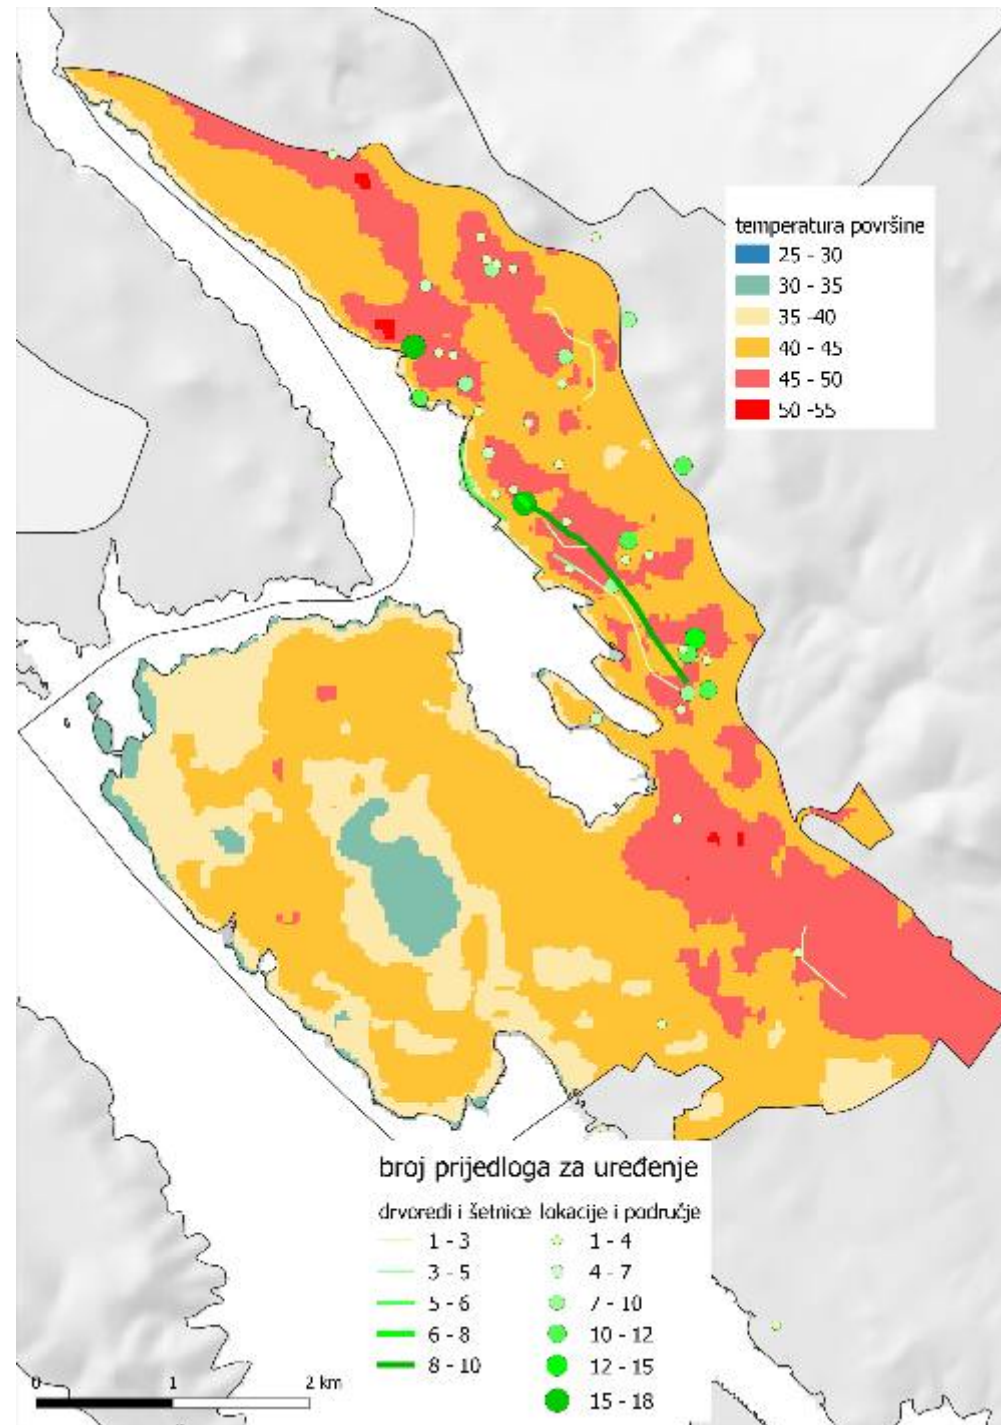 temperatura površine
25 - 30
30 - 35
35 -40
40 - 45
45 - 50
50 -55
broj prijedloga za uređenje
drvoredi i šetnice lokacije i područje
1 - 3 1 - 4
3 - 5 4 - 7
5 - 6 7 - 10
6 - 8 10 - 12
8 - 10 12 - 15
15 - 18
0 1 2 km